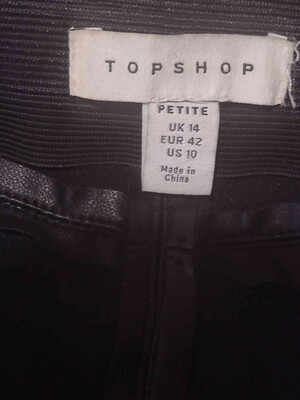 TOPSHOP
PETITE
UK 14
EUR 42
US 10
Made in
China